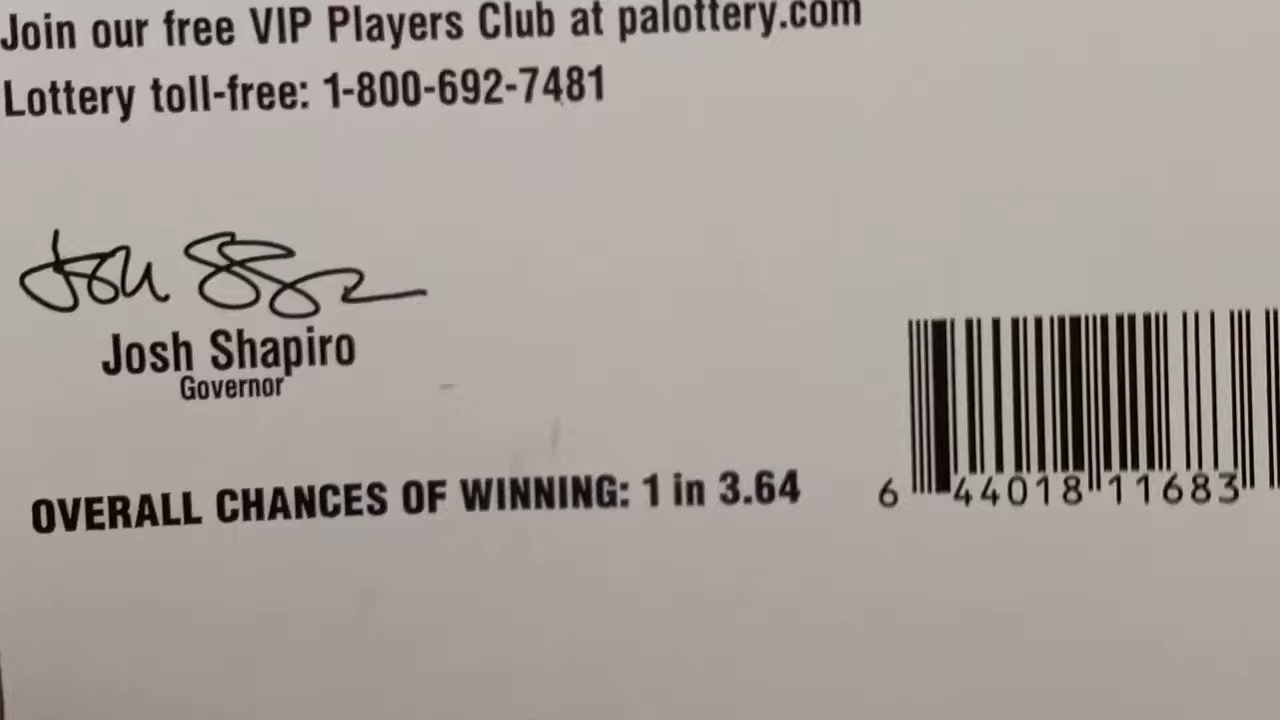 Join our free VIP Players Club at palottery.com
Lottery toll-free: 1-800-692-7481
Josh Shapiro
Governor
OVERALL CHANCES OF WINNING: 1 in 3.64
6 44018 11683